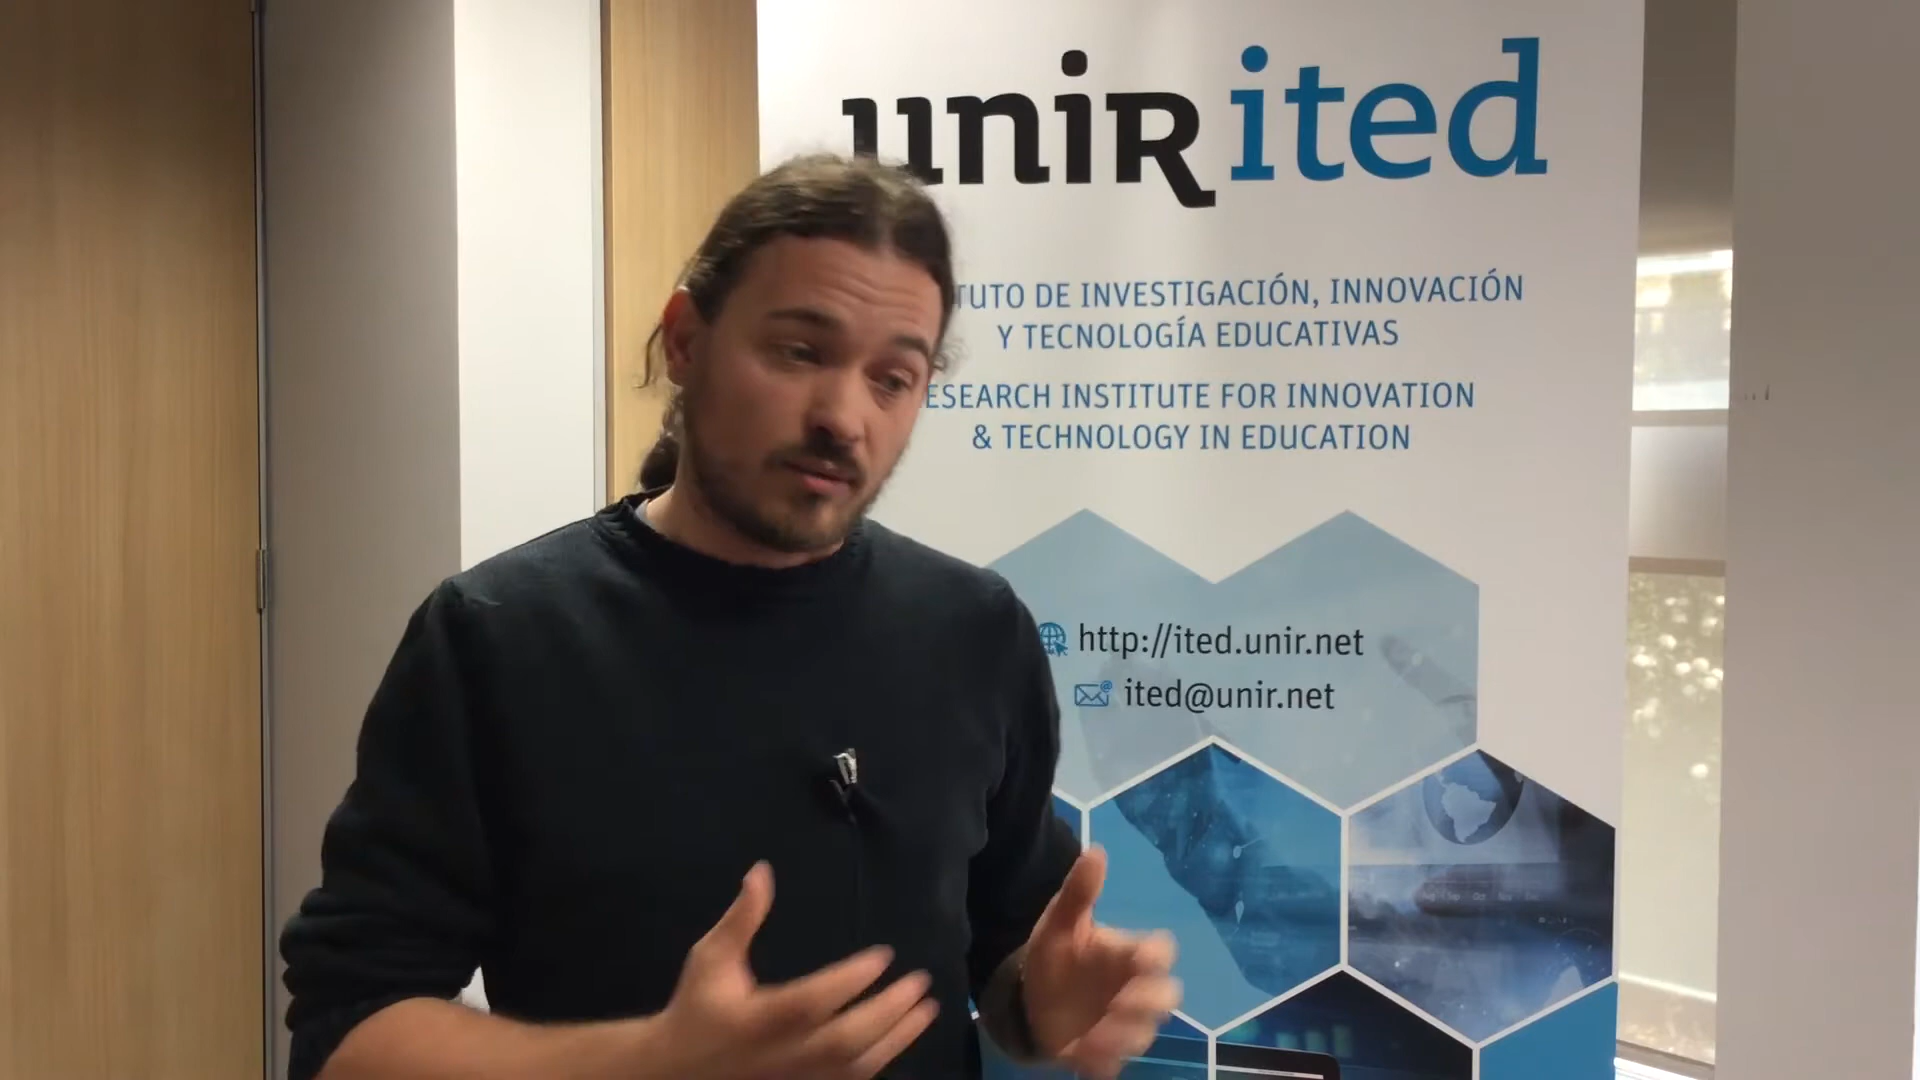 unir ited
TUTO DE INVESTIGACIÓN, INNOVACIÓN
Y TECNOLOGÍA EDUCATIVAS
ESEARCH INSTITUTE FOR INNOVATION
& TECHNOLOGY IN EDUCATION
http://ited.unir.net
ited@unir.net